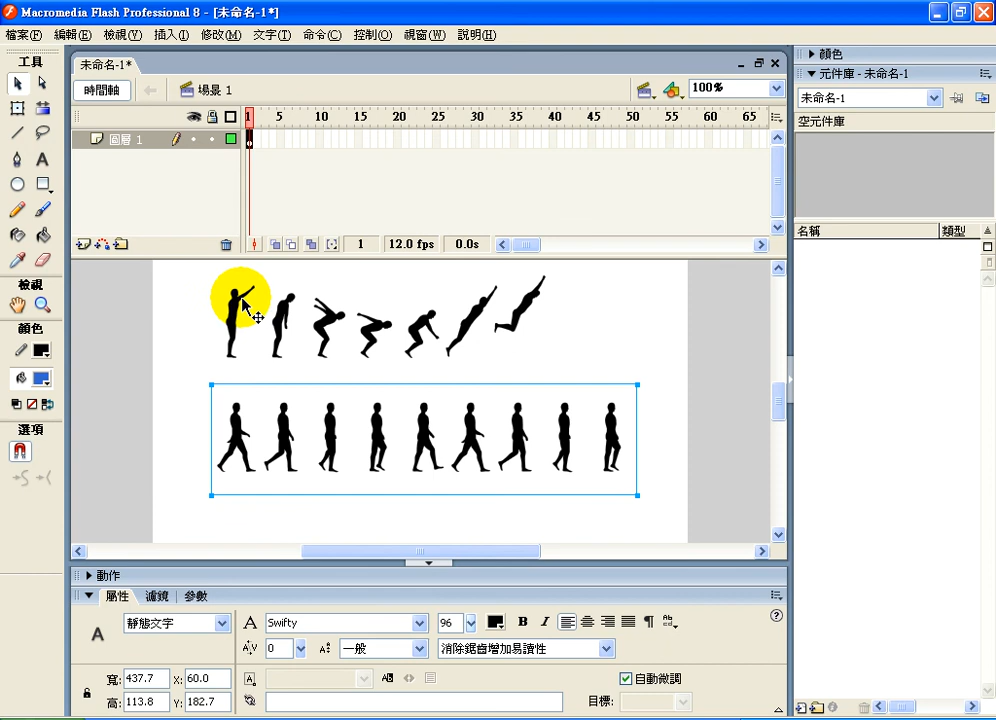 Macromedia Flash Professional 8 - [未命名-1*]
檔案(F) 編輯(E) 檢視(V) 插入(I) 修改(M) 文字(T) 命令(C) 控制(O) 視窗(W) 說明(H)
工具
未命名-1*
時間軸 場景 1 100%
1 5 10 15 20 25 30 35 40 45 50 55 60 65
圖層 1
1 12.0 fps 0.0s
檢視
顏色
選項
顏色
元件庫 - 未命名-1
未命名-1
空元件庫
名稱 類型
動作
屬性 濾鏡 參數
A 靜態文字 A Swifty 96 B I
0 一般 消除鋸齒增加易讀性
寬: 437.7 X: 60.0 自動微調
高: 113.8 Y: 182.7 目標: